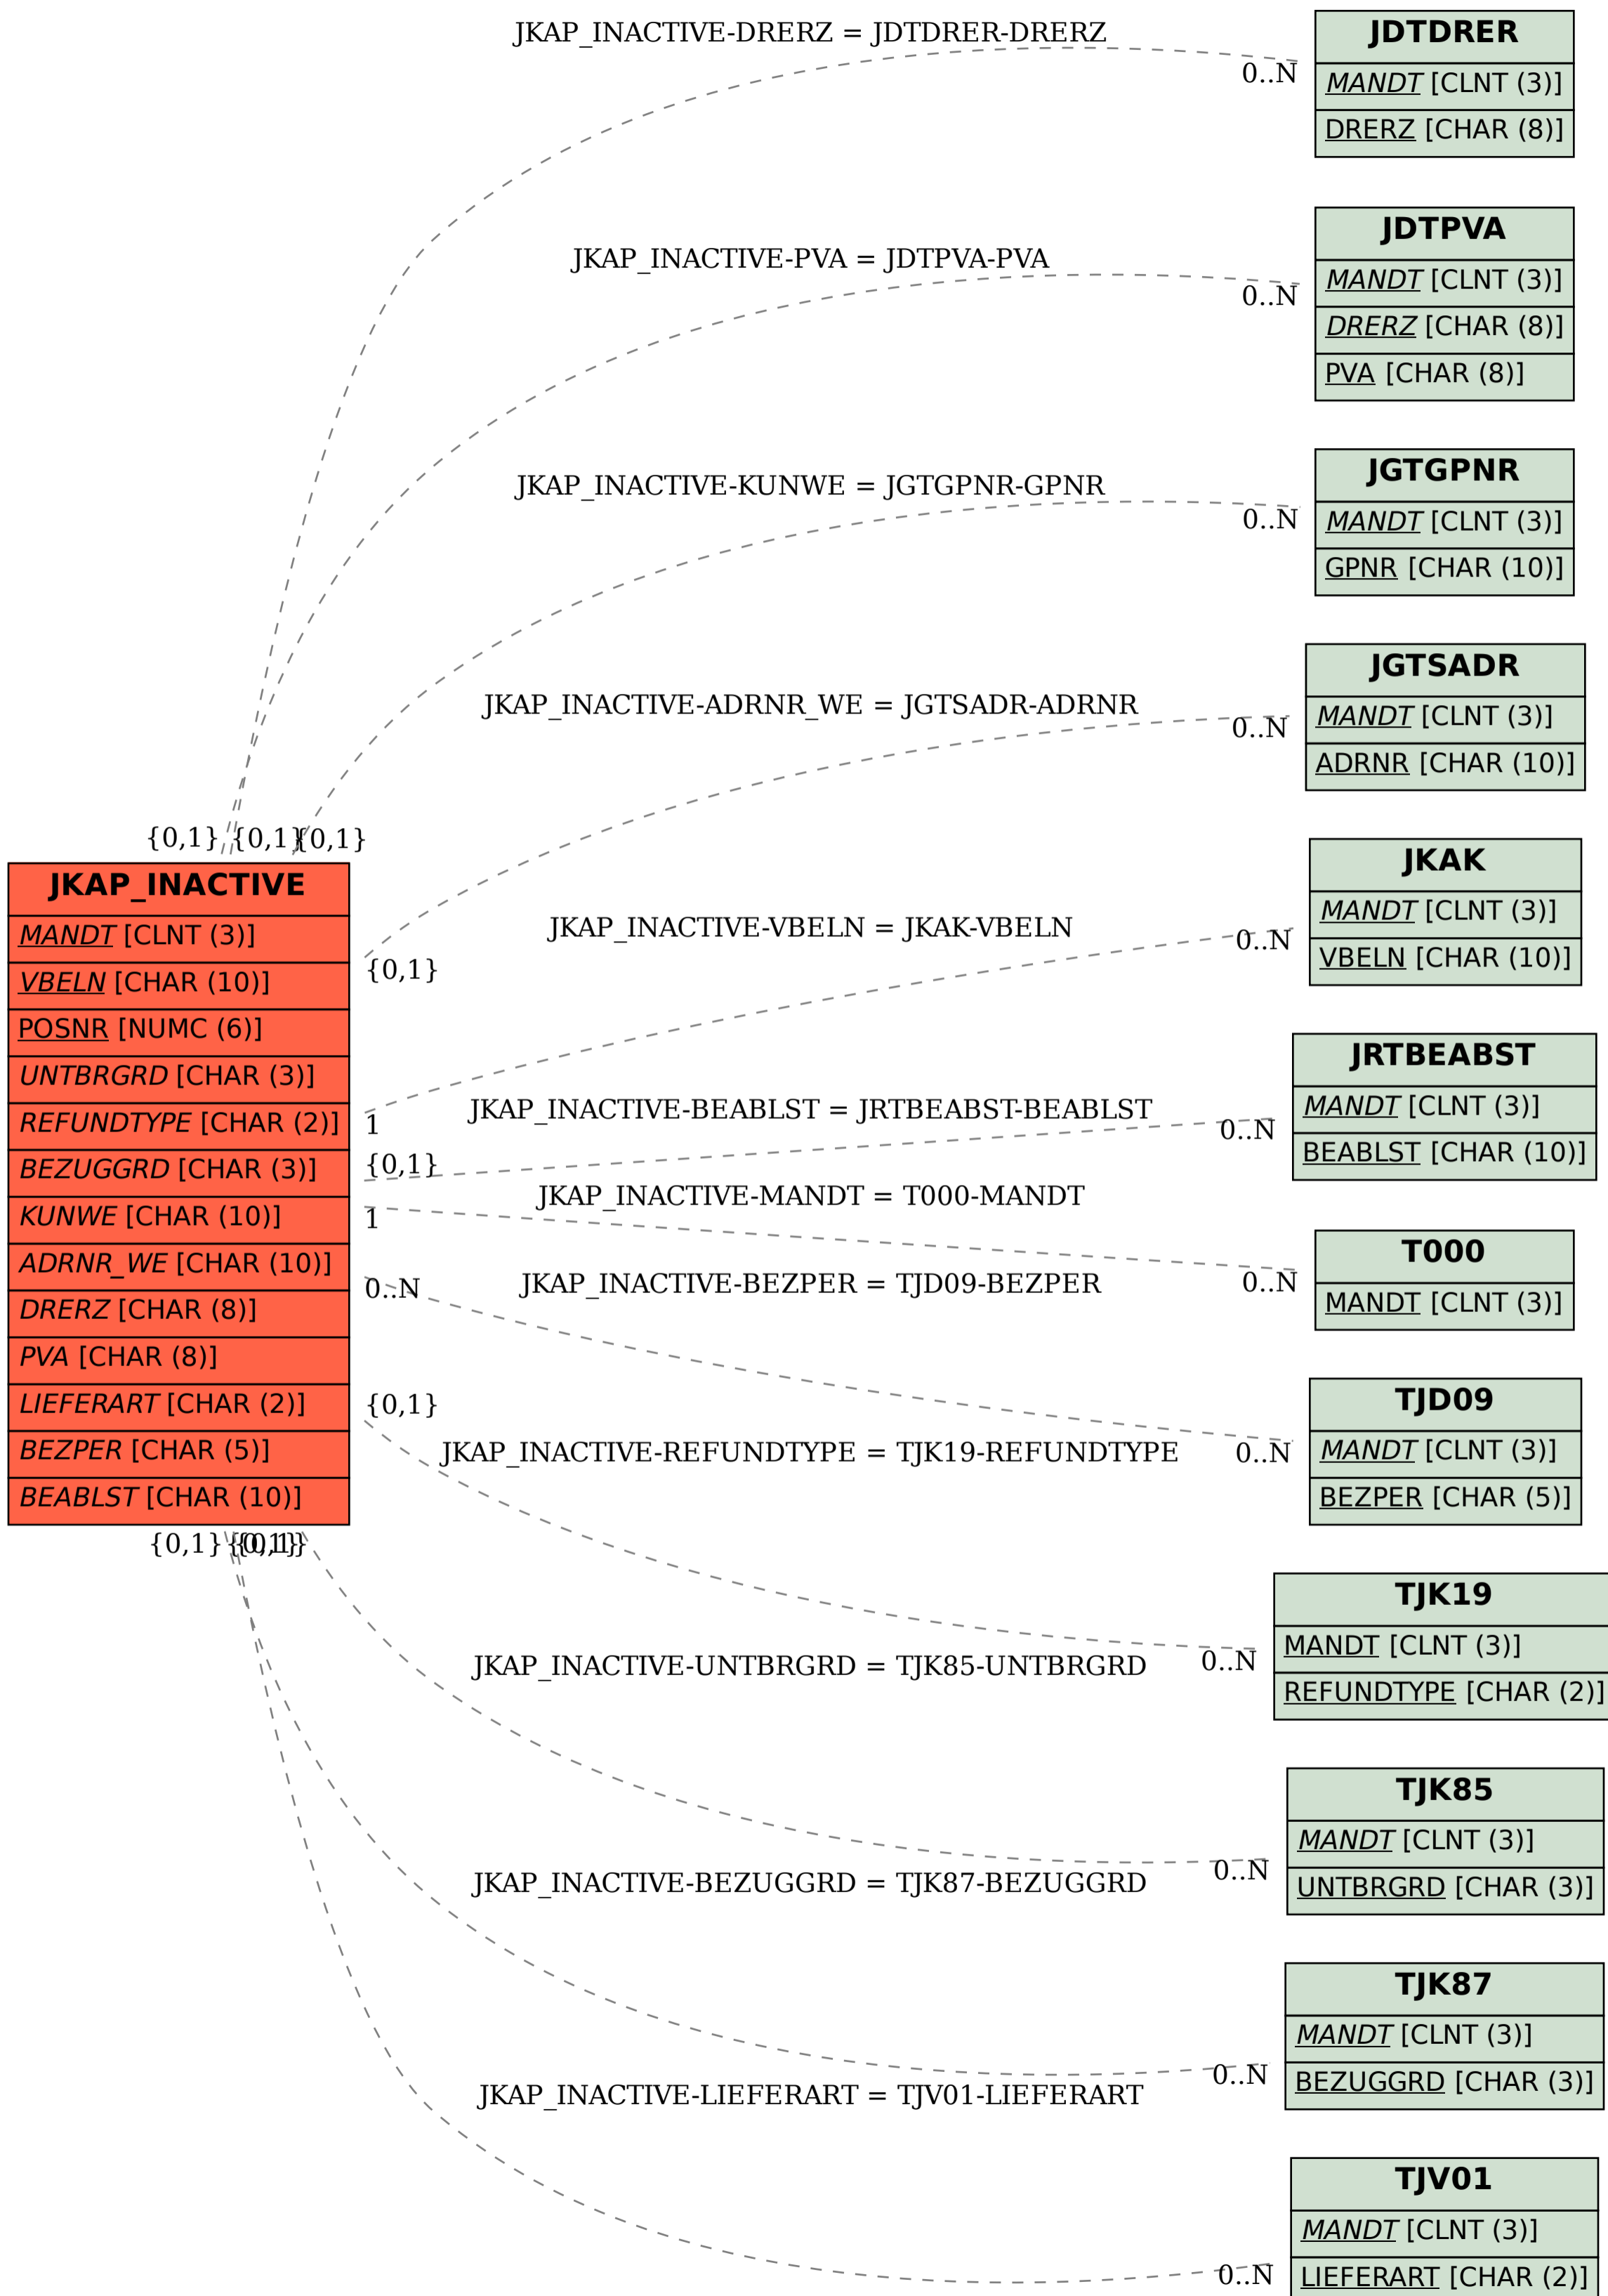 JKAP_INACTIVE-DRERZ = JDTDRER-DRERZ
0..N
JDTDRER
MANDT [CLNT (3)]
DRERZ [CHAR (8)]
JKAP_INACTIVE-PVA = JDTPVA-PVA
0..N
JDTPVA
MANDT [CLNT (3)]
DRERZ [CHAR (8)]
PVA [CHAR (8)]
JKAP_INACTIVE-KUNWE = JGTGPNR-GPNR
0..N
JGTGPNR
MANDT [CLNT (3)]
GPNR [CHAR (10)]
JKAP_INACTIVE-ADRNR_WE = JGTSADR-ADRNR
0..N
JGTSADR
MANDT [CLNT (3)]
ADRNR [CHAR (10)]
{0,1}
{0,1}
{0,1}
JKAP_INACTIVE
MANDT [CLNT (3)]
VBELN [CHAR (10)]
POSNR [NUMC (6)]
UNTBRGRD [CHAR (3)]
REFUNDTYPE [CHAR (2)]
BEZUGGRD [CHAR (3)]
KUNWE [CHAR (10)]
ADRNR_WE [CHAR (10)]
DRERZ [CHAR (8)]
PVA [CHAR (8)]
LIEFERART [CHAR (2)]
BEZPER [CHAR (5)]
BEABLST [CHAR (10)]
{0,1}
JKAP_INACTIVE-VBELN = JKAK-VBELN
0..N
1
JKAK
MANDT [CLNT (3)]
VBELN [CHAR (10)]
JKAP_INACTIVE-BEABLST = JRTBEABST-BEABLST
0..N
{0,1}
JRTBEABST
MANDT [CLNT (3)]
BEABLST [CHAR (10)]
JKAP_INACTIVE-MANDT = T000-MANDT
1
0..N
T000
MANDT [CLNT (3)]
JKAP_INACTIVE-BEZPER = TJD09-BEZPER
0..N
0..N
TJD09
MANDT [CLNT (3)]
BEZPER [CHAR (5)]
{0,1}
JKAP_INACTIVE-REFUNDTYPE = TJK19-REFUNDTYPE
0..N
TJK19
MANDT [CLNT (3)]
REFUNDTYPE [CHAR (2)]
{0,1}
{0,1}
{0,1}
JKAP_INACTIVE-UNTBRGRD = TJK85-UNTBRGRD
0..N
TJK85
MANDT [CLNT (3)]
UNTBRGRD [CHAR (3)]
JKAP_INACTIVE-BEZUGGRD = TJK87-BEZUGGRD
0..N
TJK87
MANDT [CLNT (3)]
BEZUGGRD [CHAR (3)]
JKAP_INACTIVE-LIEFERART = TJV01-LIEFERART
0..N
TJV01
MANDT [CLNT (3)]
LIEFERART [CHAR (2)]